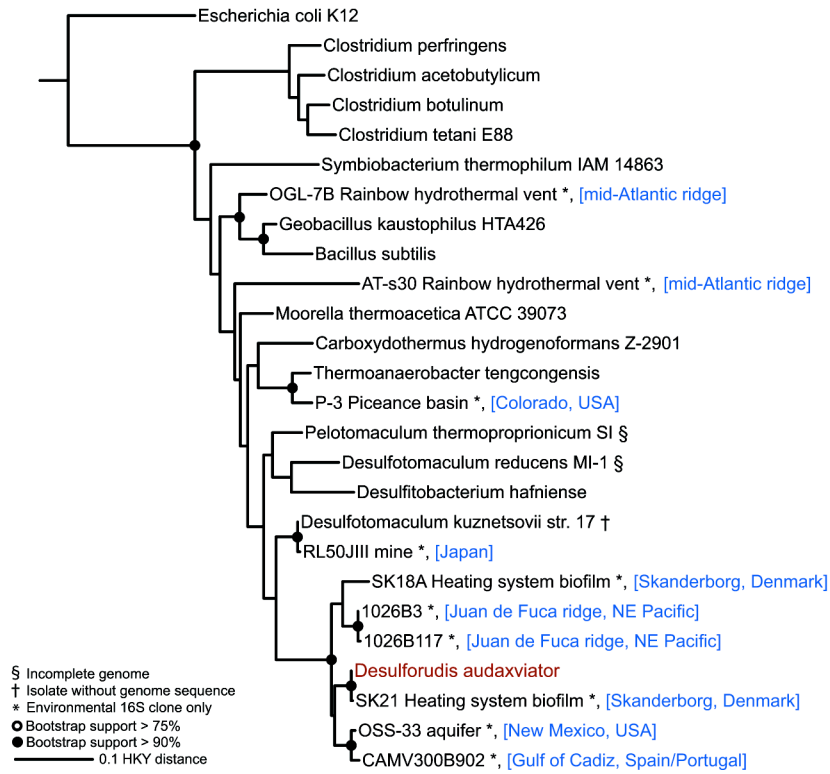 Escherichia coli K12
Clostridium perfringens
Clostridium acetobutylicum
Clostridium botulinum
Clostridium tetani E88
Symbiobacterium thermophilum IAM 14863
OGL-7B Rainbow hydrothermal vent *, [mid-Atlantic ridge]
Geobacillus kaustophilus HTA426
Bacillus subtilis
AT-s30 Rainbow hydrothermal vent *, [mid-Atlantic ridge]
Moorella thermoacetica ATCC 39073
Carboxydothermus hydrogenoformans Z-2901
Thermoanaerobacter tengcongensis
P-3 Piceance basin *, [Colorado, USA]
Pelotomaculum thermoproprionicum SI §
Desulfotomaculum reducens MI-1 §
Desulfitobacterium hafniense
Desulfotomaculum kuznetsovii str. 17 †
RL50JIII mine *, [Japan]
SK18A Heating system biofilm *, [Skanderborg, Denmark]
1026B3 *, [Juan de Fuca ridge, NE Pacific]
1026B117 *, [Juan de Fuca ridge, NE Pacific]
Desulforudis audaxviator
SK21 Heating system biofilm *, [Skanderborg, Denmark]
OSS-33 aquifer *, [New Mexico, USA]
CAMV300B902 *, [Gulf of Cadiz, Spain/Portugal]
§ Incomplete genome
† Isolate without genome sequence
* Environmental 16S clone only
Bootstrap support > 75%
Bootstrap support > 90%
0.1 HKY distance